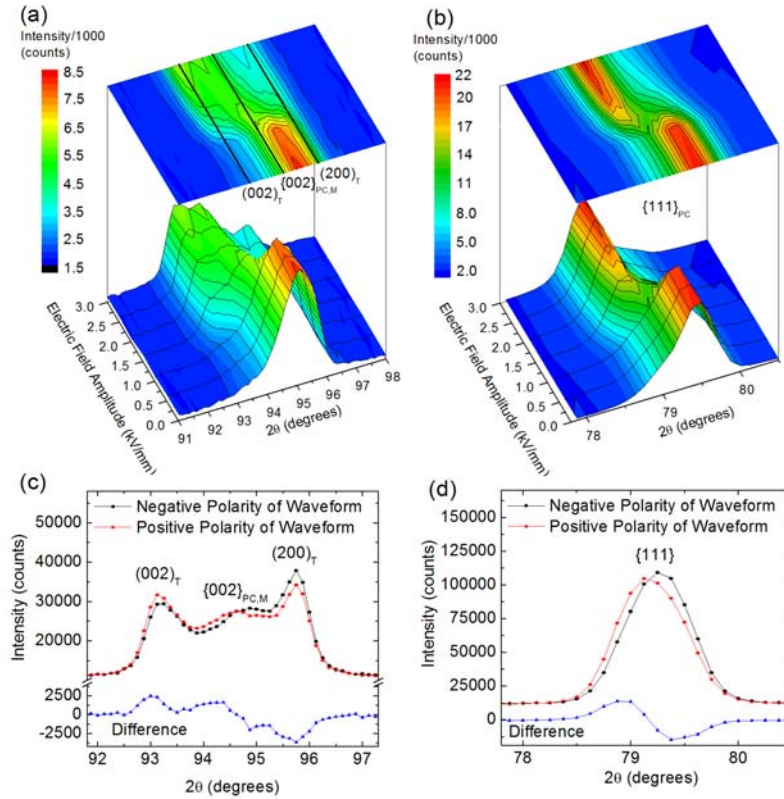 (a)
Intensity/1000
(counts)
8.5
7.5
6.5
5.5
4.5
3.5
2.5
1.5
(002)T
{002}PC,M
(200)T
3.0
2.5
2.0
1.5
1.0
0.5
0.0
Electric Field Amplitude (kV/mm)
91
92
93
94
95
96
97
98
2θ (degrees)
(b)
Intensity/1000
(counts)
22
20
17
15
12
10
8.0
5.0
2.0
{111}PC
3.0
2.5
2.0
1.5
1.0
0.5
0.0
Electric Field Amplitude (kV/mm)
78
79
80
2θ (degrees)
(c)
Negative Polarity of Waveform
Positive Polarity of Waveform
50000
40000
30000
20000
2500
0
-2500
Intensity (counts)
(002)T
{002}PC,M
(200)T
Difference
92 93 94 95 96 97
2θ (degrees)
(d)
Negative Polarity of Waveform
Positive Polarity of Waveform
150000
125000
100000
75000
50000
25000
0
Intensity (counts)
{111}
Difference
78 79 80
2θ (degrees)